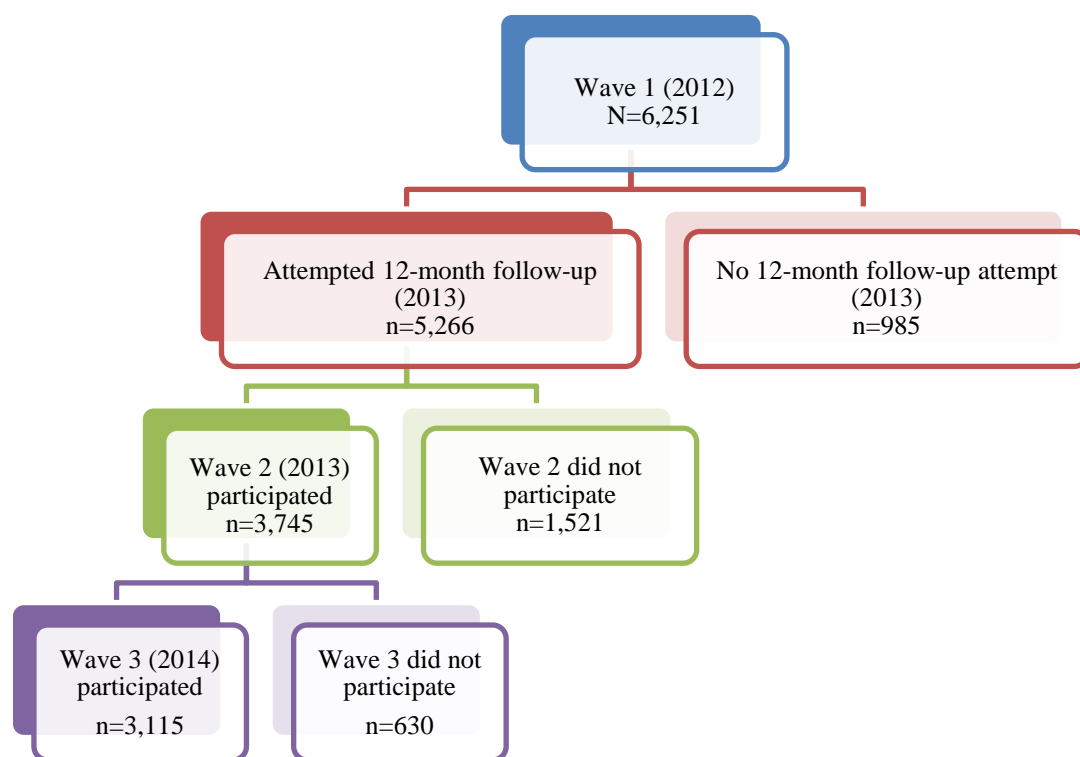 Wave 1 (2012)
N=6,251
Attempted 12-month follow-up
(2013)
n=5,266
No 12-month follow-up attempt
(2013)
n=985
Wave 2 (2013)
participated
n=3,745
Wave 2 did not
participate
n=1,521
Wave 3 (2014)
participated
n=3,115
Wave 3 did not
participate
n=630